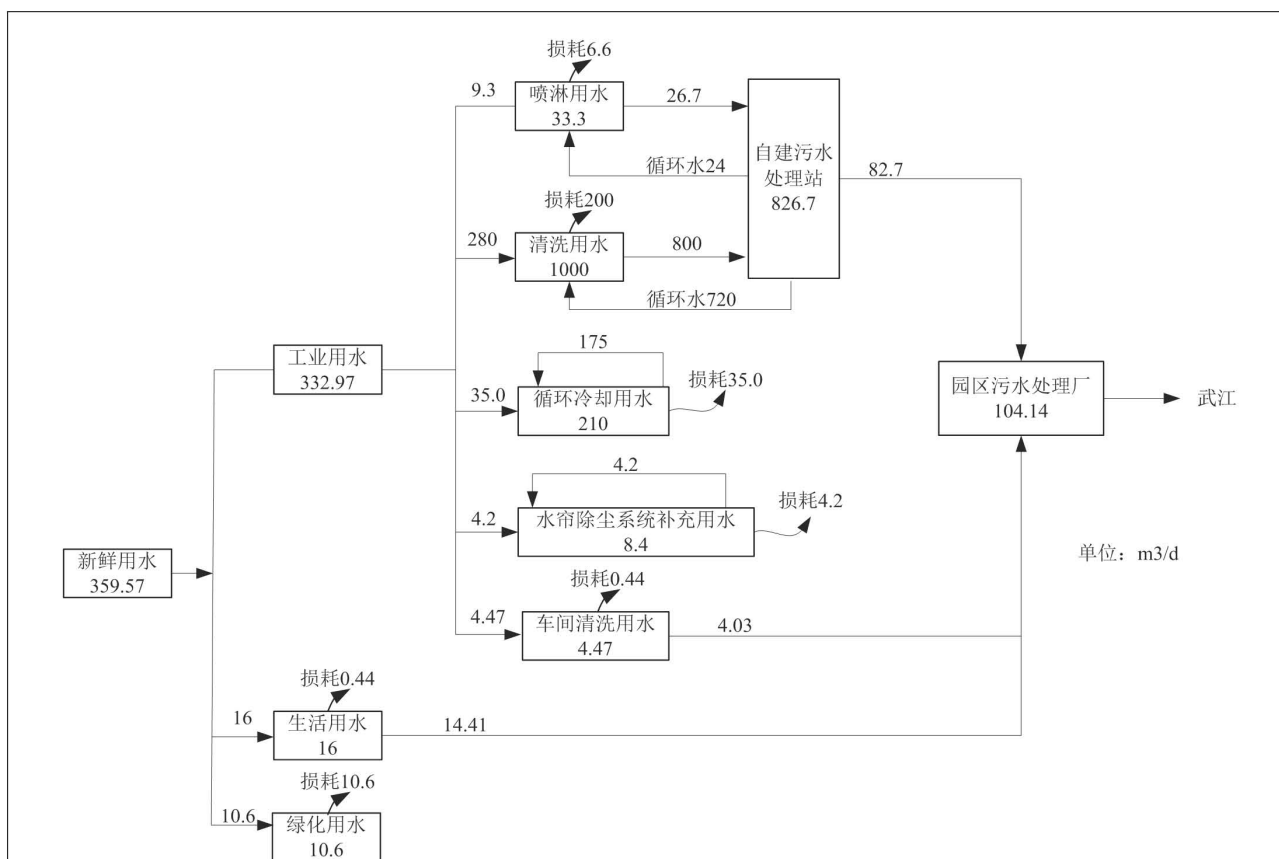 损耗6.6
9.3
喷淋用水
33.3
26.7
自建污水
处理站
826.7
循环水24
82.7
损耗200
280
清洗用水
1000
800
循环水720
工业用水
332.97
175
35.0
循环冷却用水
210
损耗35.0
园区污水处理厂
104.14
武江
4.2
4.2
水帘除尘系统补充用水
8.4
损耗4.2
新鲜用水
359.57
单位：m3/d
损耗0.44
4.47
车间清洗用水
4.47
4.03
损耗0.44
16
生活用水
16
14.41
损耗10.6
10.6
绿化用水
10.6